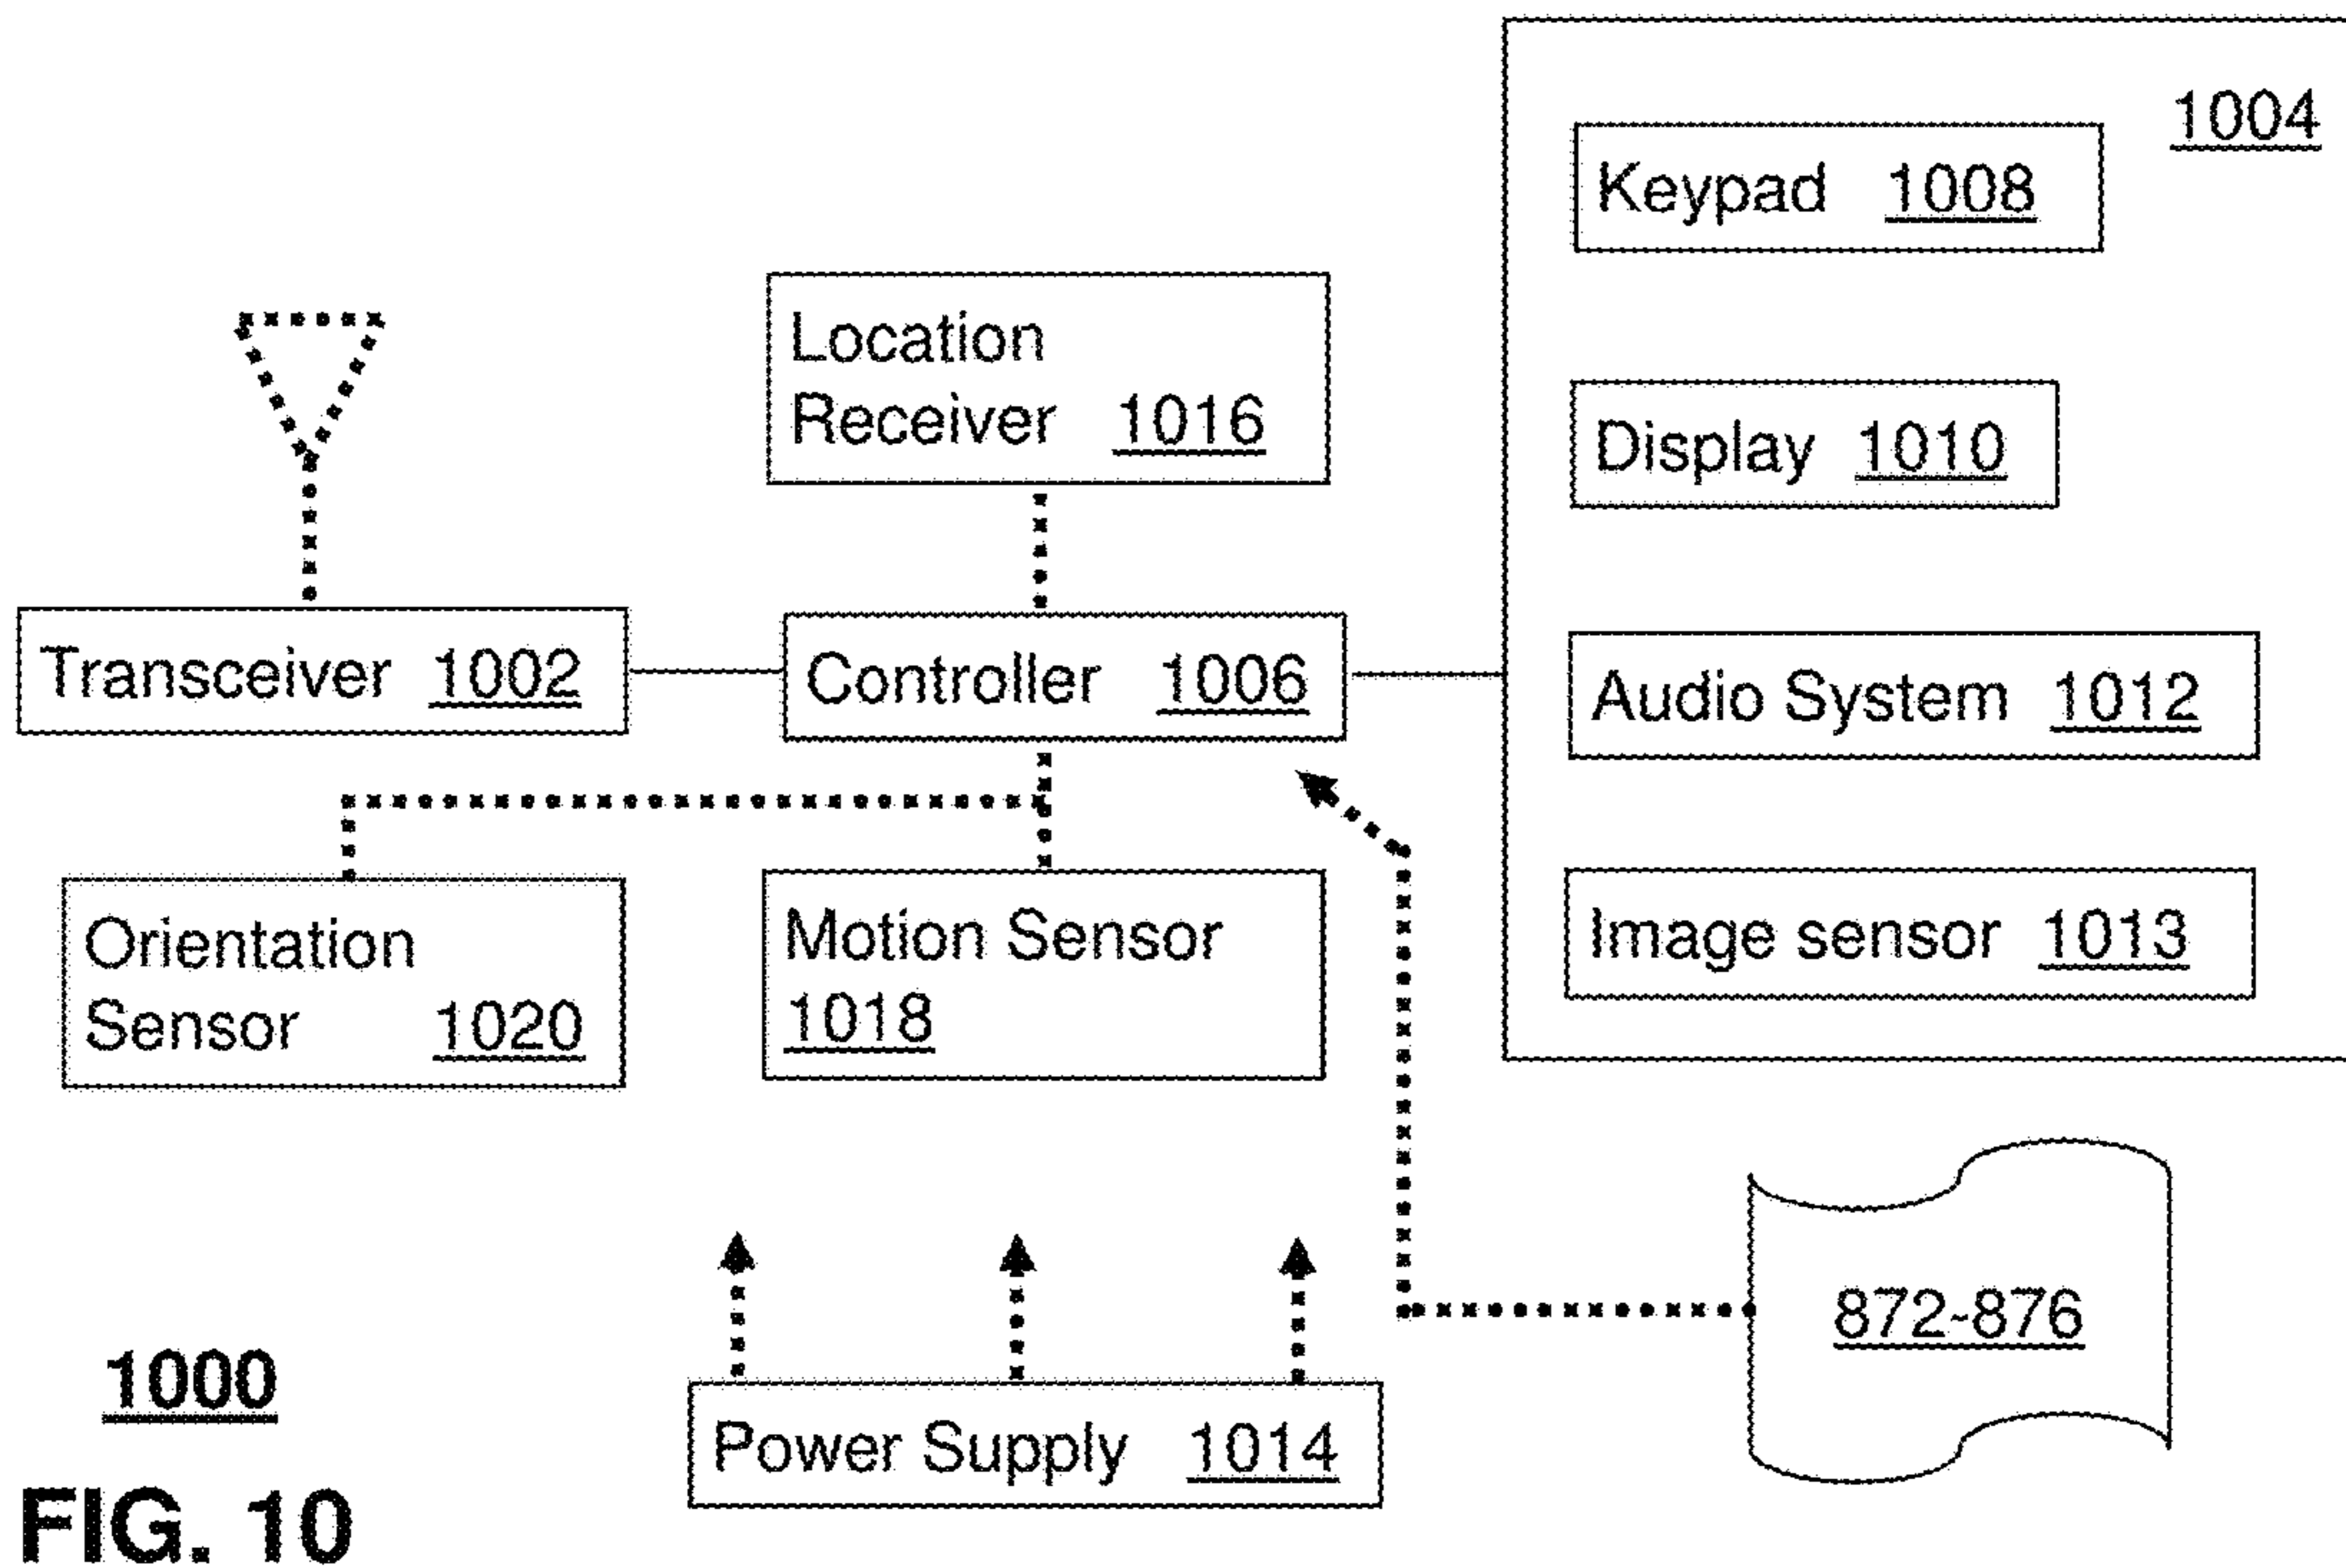 1004
Keypad 1008
Location
Receiver 1016
Display 1010
Transceiver 1002
Controller 1006
Audio System 1012
Orientation
Sensor 1020
Motion Sensor
1018
Image sensor 1013
872-876
Power Supply 1014
1000
FIG. 10